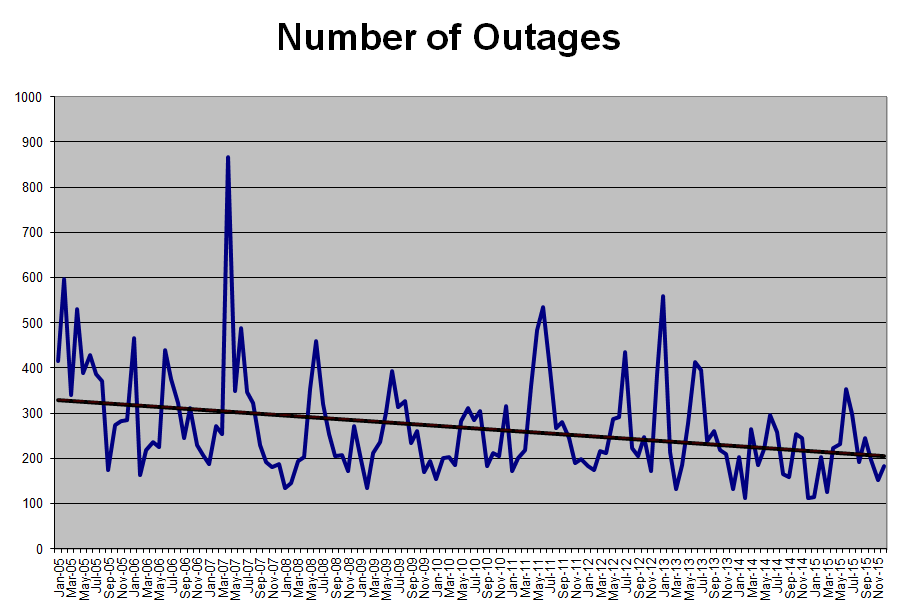 Number of Outages
1000
900
800
700
600
500
400
300
200
100
0
Jan-05
Mar-05
May-05
Jul-05
Sep-05
Nov-05
Jan-06
Mar-06
May-06
Jul-06
Sep-06
Nov-06
Jan-07
Mar-07
May-07
Jul-07
Sep-07
Nov-07
Jan-08
Mar-08
May-08
Jul-08
Sep-08
Nov-08
Jan-09
Mar-09
May-09
Jul-09
Sep-09
Nov-09
Jan-10
Mar-10
May-10
Jul-10
Sep-10
Nov-10
Jan-11
Mar-11
May-11
Jul-11
Sep-11
Nov-11
Jan-12
Mar-12
May-12
Jul-12
Sep-12
Nov-12
Jan-13
Mar-13
May-13
Jul-13
Sep-13
Nov-13
Jan-14
Mar-14
May-14
Jul-14
Sep-14
Nov-14
Jan-15
Mar-15
May-15
Jul-15
Sep-15
Nov-15